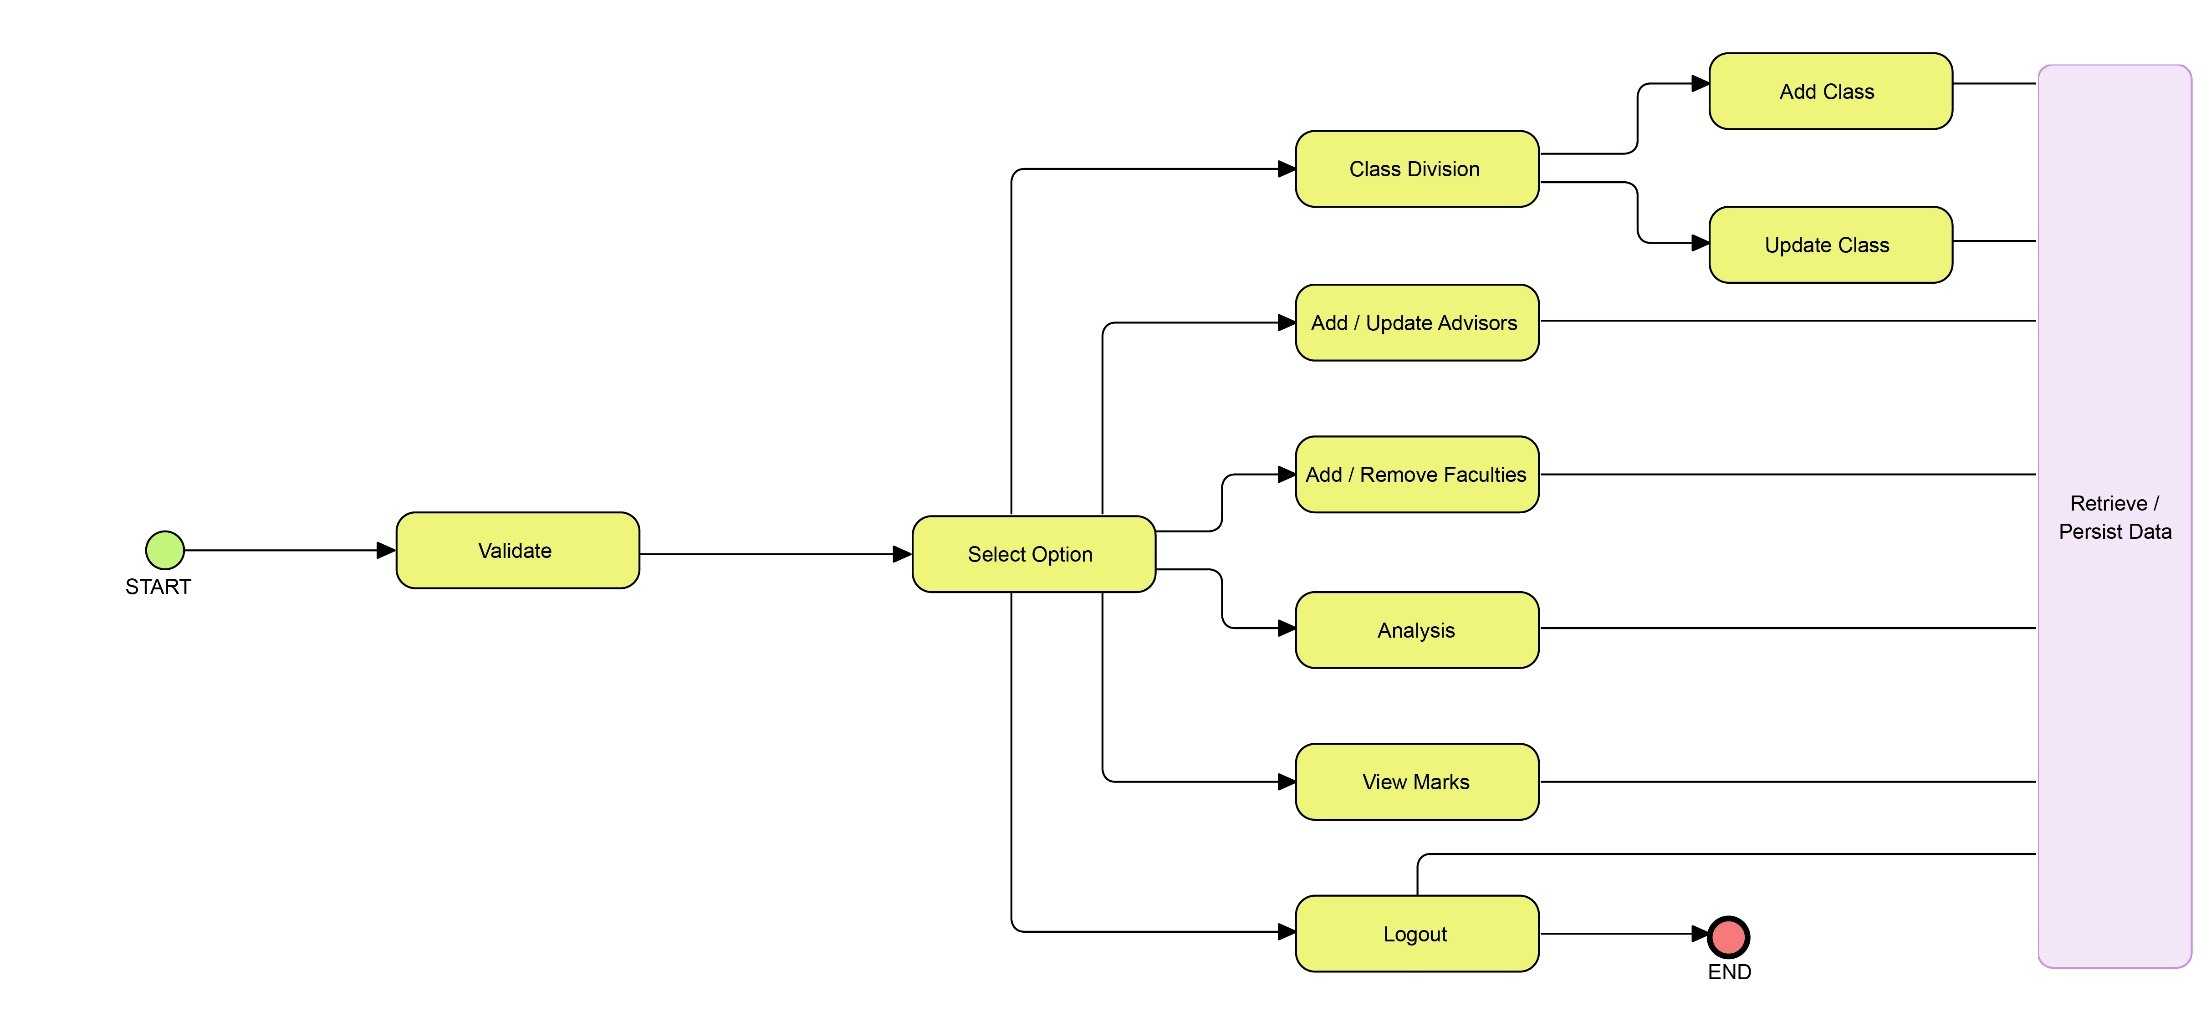 Add Class
Class Division
Update Class
Add / Update Advisors
Add / Remove Faculties
Retrieve /
Persist Data
Validate
Select Option
START
Analysis
View Marks
Logout
END